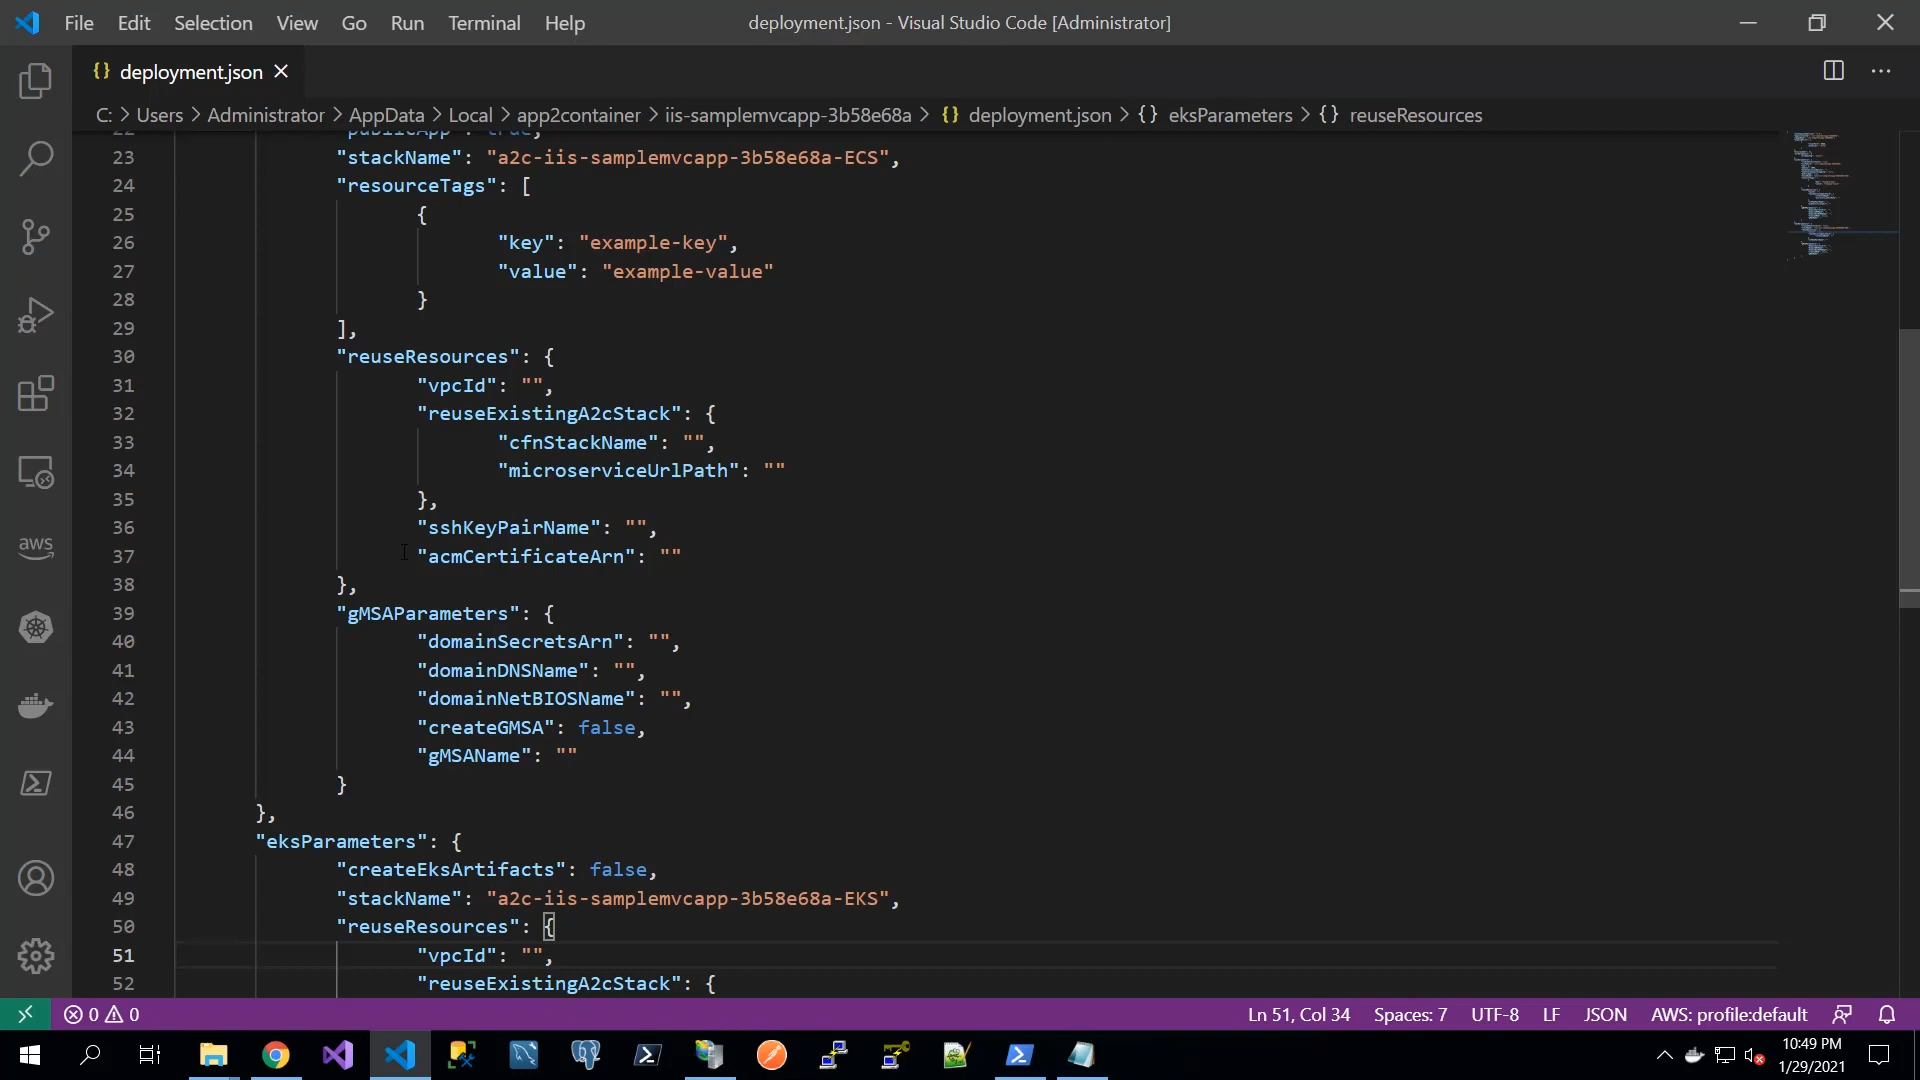 File Edit Selection View Go Run Terminal Help
deployment.json - Visual Studio Code [Administrator]
{} deployment.json
C: > Users > Administrator > AppData > Local > app2container > iis-samplemvcapp-3b58e68a > {} deployment.json > {} eksParameters > {} reuseResources
22 "publicApp": true,
23 "stackName": "a2c-iis-samplemvcapp-3b58e68a-ECS",
24 "resourceTags": [
25 {
26 "key": "example-key",
27 "value": "example-value"
28 }
29 ],
30 "reuseResources": {
31 "vpcId": "",
32 "reuseExistingA2cStack": {
33 "cfnStackName": "",
34 "microserviceUrlPath": ""
35 },
36 "sshKeyPairName": "",
37 "acmCertificateArn": ""
38 },
39 "gMSAParameters": {
40 "domainSecretsArn": "",
41 "domainDNSName": "",
42 "domainNetBIOSName": "",
43 "createGMSA": false,
44 "gMSAName": ""
45 }
46 },
47 "eksParameters": {
48 "createEksArtifacts": false,
49 "stackName": "a2c-iis-samplemvcapp-3b58e68a-EKS",
50 "reuseResources": {
51 "vpcId": "",
52 "reuseExistingA2cStack": {
aws
0 0
Ln 51, Col 34 Spaces: 7 UTF-8 LF JSON AWS: profile:default
10:49 PM
1/29/2021